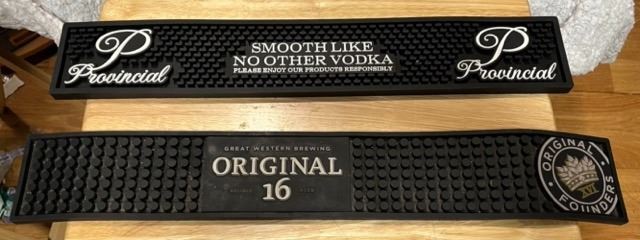 P
Provincial
SMOOTH LIKE
NO OTHER VODKA
PLEASE ENJOY OUR PRODUCTS RESPONSIBLY
P
Provincial
GREAT WESTERN BREWING
ORIGINAL
16
ORIGINAL
XVI
FOUNDERS